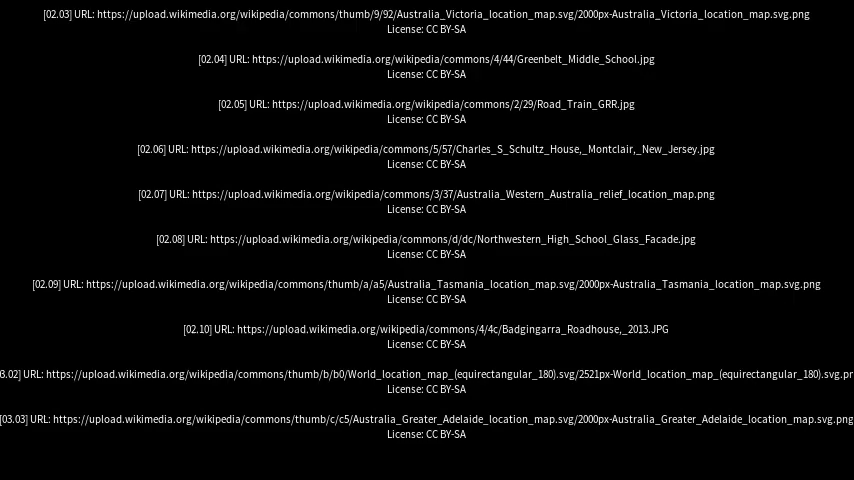 [02.03] URL: https://upload.wikimedia.org/wikipedia/commons/thumb/9/92/Australia_Victoria_location_map.svg/2000px-Australia_Victoria_location_map.svg.png
License: CC BY-SA
[02.04] URL: https://upload.wikimedia.org/wikipedia/commons/4/44/Greenbelt_Middle_School.jpg
License: CC BY-SA
[02.05] URL: https://upload.wikimedia.org/wikipedia/commons/2/29/Road_Train_GRR.jpg
License: CC BY-SA
[02.06] URL: https://upload.wikimedia.org/wikipedia/commons/5/57/Charles_S_Schultz_House,_Montclair,_New_Jersey.jpg
License: CC BY-SA
[02.07] URL: https://upload.wikimedia.org/wikipedia/commons/3/37/Australia_Western_Australia_relief_location_map.png
License: CC BY-SA
[02.08] URL: https://upload.wikimedia.org/wikipedia/commons/d/dc/Northwestern_High_School_Glass_Facade.jpg
License: CC BY-SA
[02.09] URL: https://upload.wikimedia.org/wikipedia/commons/thumb/a/a5/Australia_Tasmania_location_map.svg/2000px-Australia_Tasmania_location_map.svg.png
License: CC BY-SA
[02.10] URL: https://upload.wikimedia.org/wikipedia/commons/4/4c/Badgingarra_Roadhouse,_2013.JPG
License: CC BY-SA
3.02] URL: https://upload.wikimedia.org/wikipedia/commons/thumb/b/b0/World_location_map_(equirectangular_180).svg/2521px-World_location_map_(equirectangular_180).svg.pr
License: CC BY-SA
[03.03] URL: https://upload.wikimedia.org/wikipedia/commons/thumb/c/c5/Australia_Greater_Adelaide_location_map.svg/2000px-Australia_Greater_Adelaide_location_map.svg.png
License: CC BY-SA